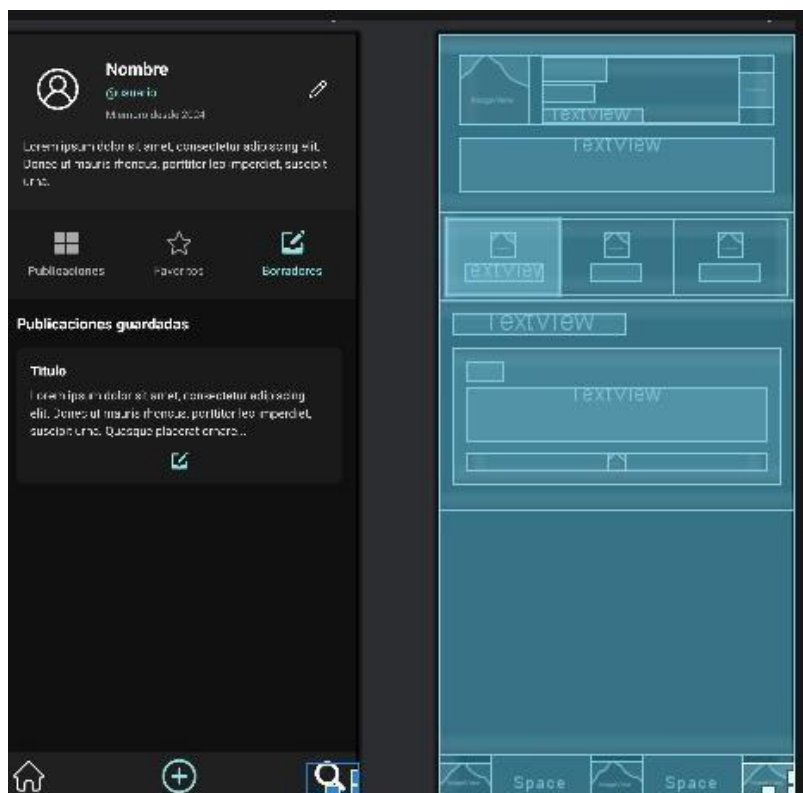 Nombre
@usuario
Miembro desde 2024
Lorem ipsum dolor sit amet, consectetur adipiscing elit.
Donec ut mauris rhoncus, porttitor leo imperdiet, suscipit
urna.
Publicaciones
Favoritos
Borradores
Publicaciones guardadas
Título
Lorem ipsum dolor sit amet, consectetur adipiscing
elit. Donec ut mauris rhoncus, porttitor leo imperdiet,
suscipit urna. Quisque placerat ornare...
ImageView
TextView
TextView
TextView
TextView
TextView
Space
Space